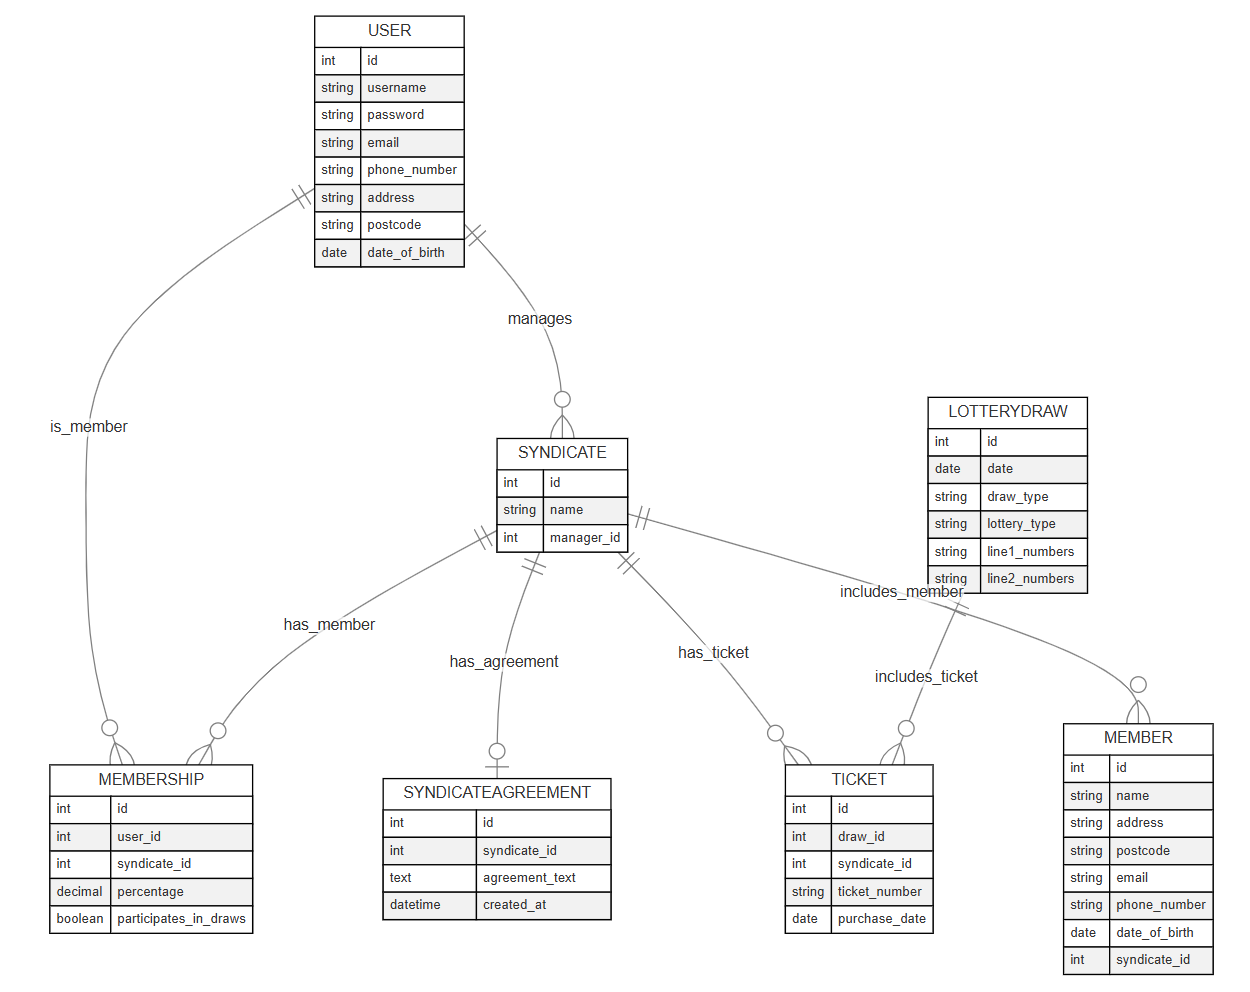 USER
int id
string username
string password
string email
string phone_number
string address
string postcode
date date_of_birth
manages
is_member
LOTTERYDRAW
int id
date date
string draw_type
string lottery_type
string line1_numbers
string line2_numbers
SYNDICATE
int id
string name
int manager_id
includes_member
has_member
has_agreement
has_ticket
includes_ticket
MEMBERSHIP
int id
int user_id
int syndicate_id
decimal percentage
boolean participates_in_draws
SYNDICATEAGREEMENT
int id
int syndicate_id
text agreement_text
datetime created_at
TICKET
int id
int draw_id
int syndicate_id
string ticket_number
date purchase_date
MEMBER
int id
string name
string address
string postcode
string email
string phone_number
date date_of_birth
int syndicate_id